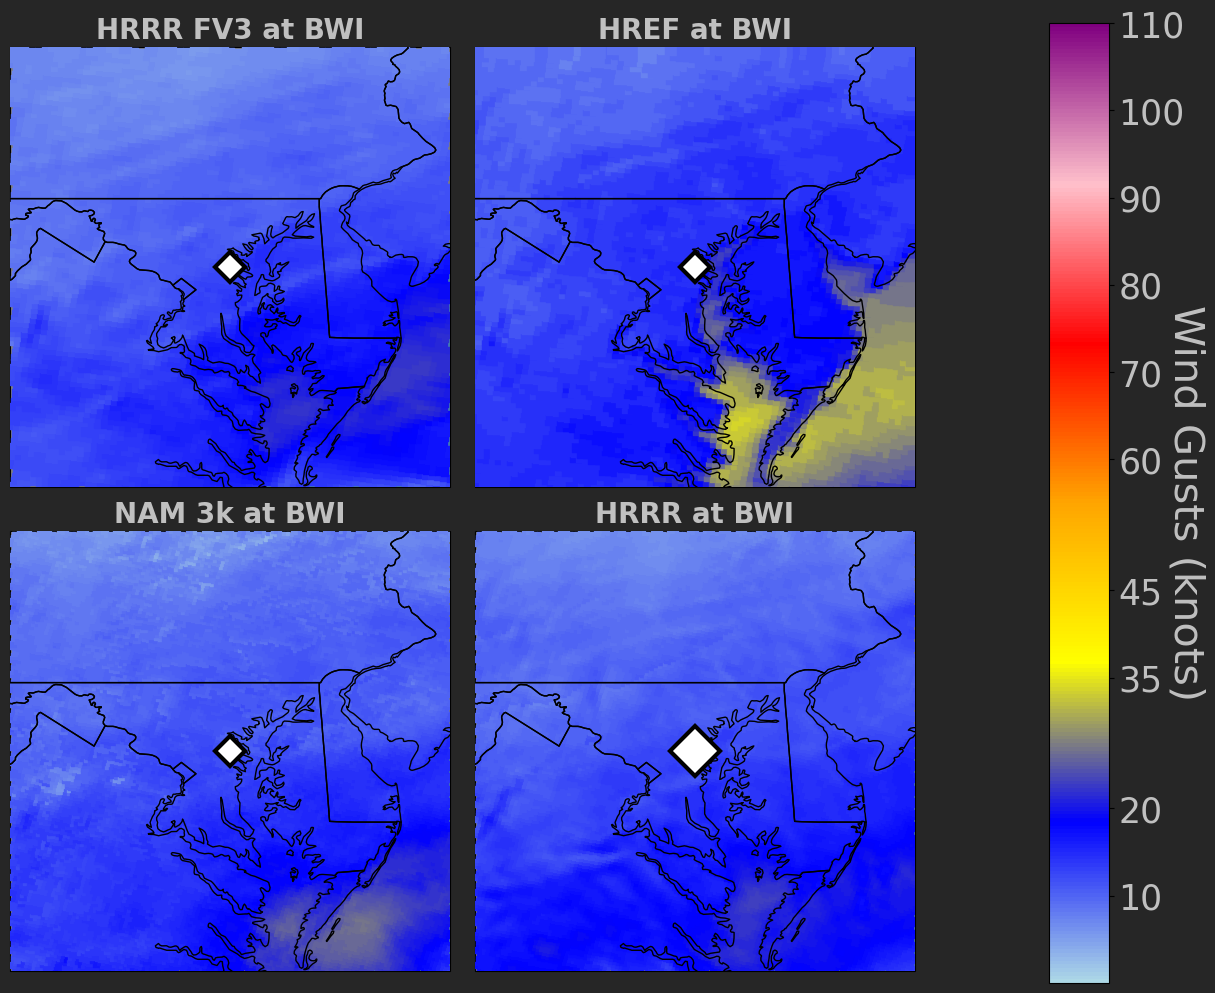 HRRR FV3 at BWI
HREF at BWI
NAM 3k at BWI
HRRR at BWI
110
100
90
80
70
60
45
35
20
10
Wind Gusts (knots)